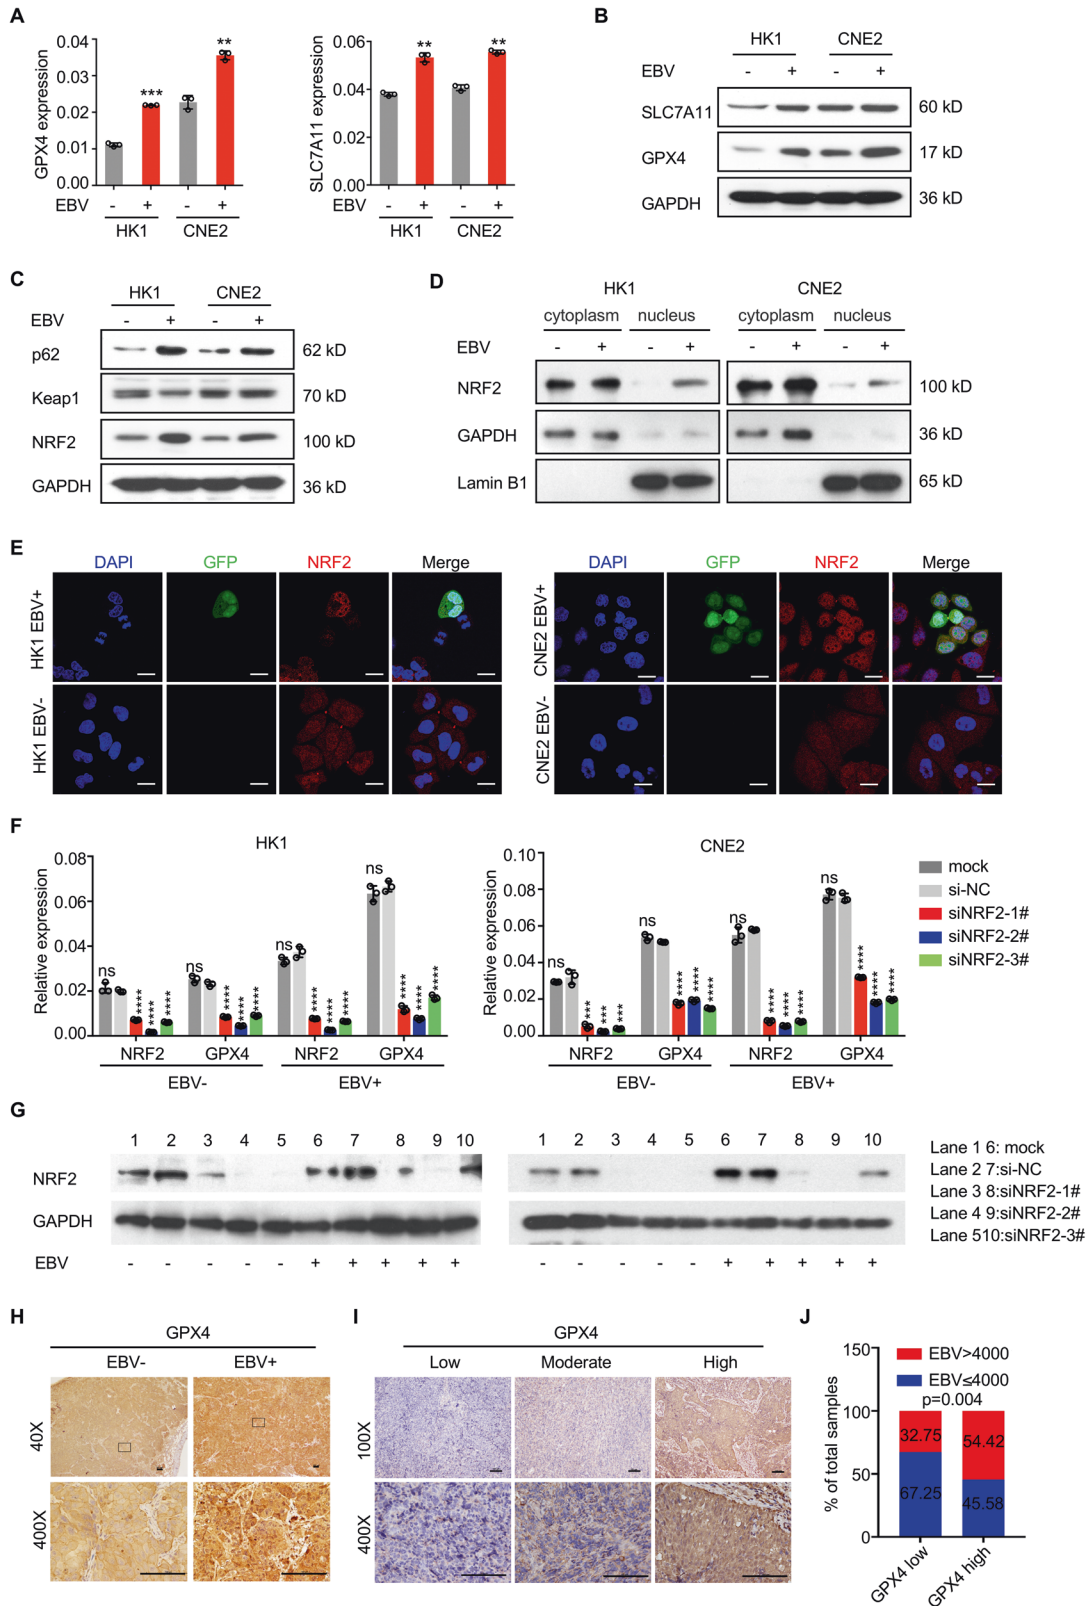 A
0.04
0.03
0.02
0.01
0.00
GPX4 expression
***
**
EBV
- + - +
HK1 CNE2
0.06
0.04
0.02
0.00
SLC7A11 expression
**
**
EBV
- + - +
HK1 CNE2
B
HK1 CNE2
EBV - + - +
SLC7A11 60 kD
GPX4 17 kD
GAPDH 36 kD
C
HK1 CNE2
EBV - + - +
p62 62 kD
Keap1 70 kD
NRF2 100 kD
GAPDH 36 kD
D
HK1 CNE2
cytoplasm nucleus cytoplasm nucleus
EBV - + - + - + - +
NRF2 100 kD
GAPDH 36 kD
Lamin B1 65 kD
E
DAPI GFP NRF2 Merge
HK1 EBV+
HK1 EBV-
DAPI GFP NRF2 Merge
CNE2 EBV+
CNE2 EBV-
F
HK1
Relative expression
0.08
0.06
0.04
0.02
0.00
ns **** **** ****
ns **** **** ****
ns **** **** ****
ns **** **** ****
NRF2 GPX4 NRF2 GPX4
EBV- EBV+
CNE2
Relative expression
0.10
0.08
0.06
0.04
0.02
0.00
ns *** *** ***
ns **** **** ****
ns **** **** ****
ns **** **** ****
NRF2 GPX4 NRF2 GPX4
EBV- EBV+
mock
si-NC
siNRF2-1#
siNRF2-2#
siNRF2-3#
G
1 2 3 4 5 6 7 8 9 10
1 2 3 4 5 6 7 8 9 10
NRF2
GAPDH
EBV - - - - - + + + + +
- - - - - + + + + +
Lane 1 6: mock
Lane 2 7:si-NC
Lane 3 8:siNRF2-1#
Lane 4 9:siNRF2-2#
Lane 510:siNRF2-3#
H
GPX4
EBV- EBV+
40X
400X
I
GPX4
Low Moderate High
100X
400X
J
EBV>4000
EBV≤4000
p=0.004
% of total samples
150
100
50
0
32.75
67.25
54.42
45.58
GPX4 low
GPX4 high